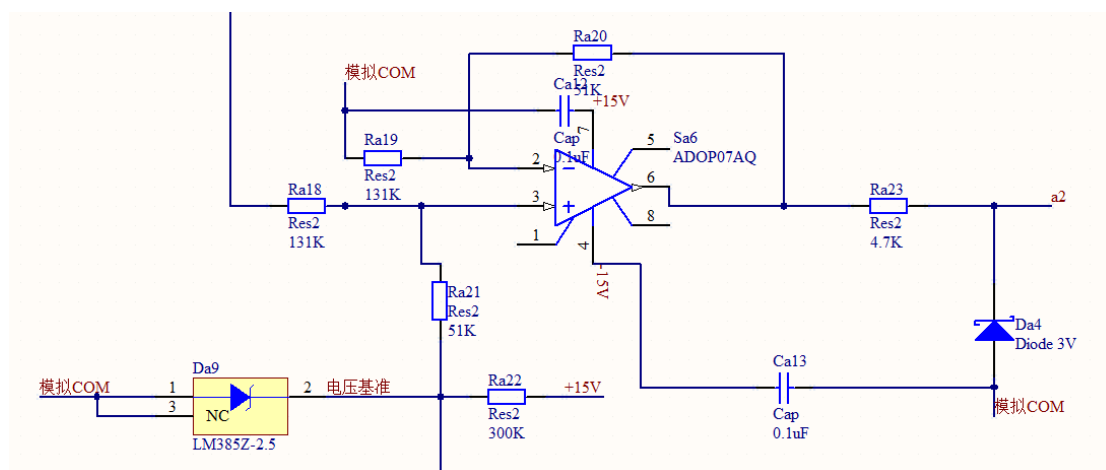 Ra20
Res2
51K
模拟COM
Ca12
+15V
Cap
0.1uF
7
5
Sa6
ADOP07AQ
Ra19
Res2
131K
2
6
3
8
1
4
-15V
Ra18
Res2
131K
Ra23
Res2
4.7K
a2
Ra21
Res2
51K
Da4
Diode 3V
Da9
模拟COM
1
2
电压基准
3
NC
LM385Z-2.5
Ra22
+15V
Res2
300K
Ca13
Cap
0.1uF
模拟COM